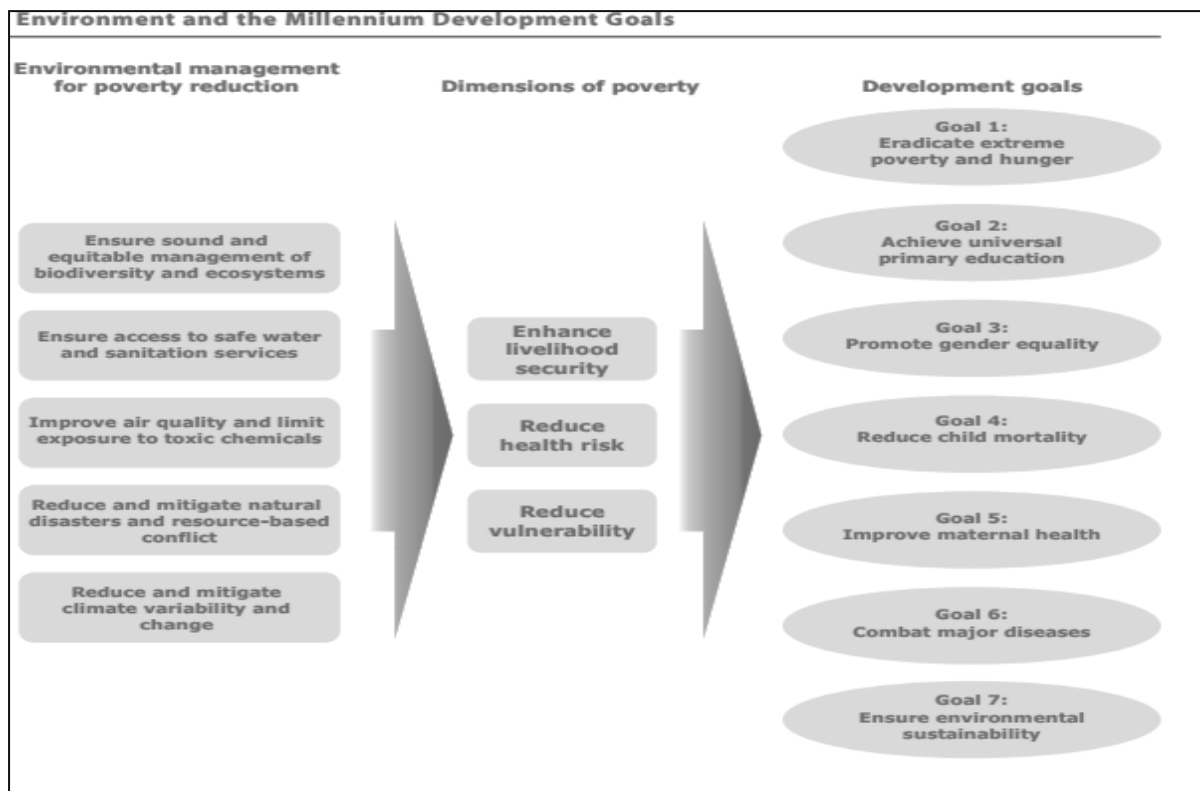 Environment and the Millennium Development Goals
Environmental management
for poverty reduction
Dimensions of poverty
Development goals
Ensure sound and
equitable management of
biodiversity and ecosystems
Ensure access to safe water
and sanitation services
Improve air quality and limit
exposure to toxic chemicals
Reduce and mitigate natural
disasters and resource-based
conflict
Reduce and mitigate
climate variability and
change
Enhance
livelihood
security
Reduce
health risk
Reduce
vulnerability
Goal 1:
Eradicate extreme
poverty and hunger
Goal 2:
Achieve universal
primary education
Goal 3:
Promote gender equality
Goal 4:
Reduce child mortality
Goal 5:
Improve maternal health
Goal 6:
Combat major diseases
Goal 7:
Ensure environmental
sustainability